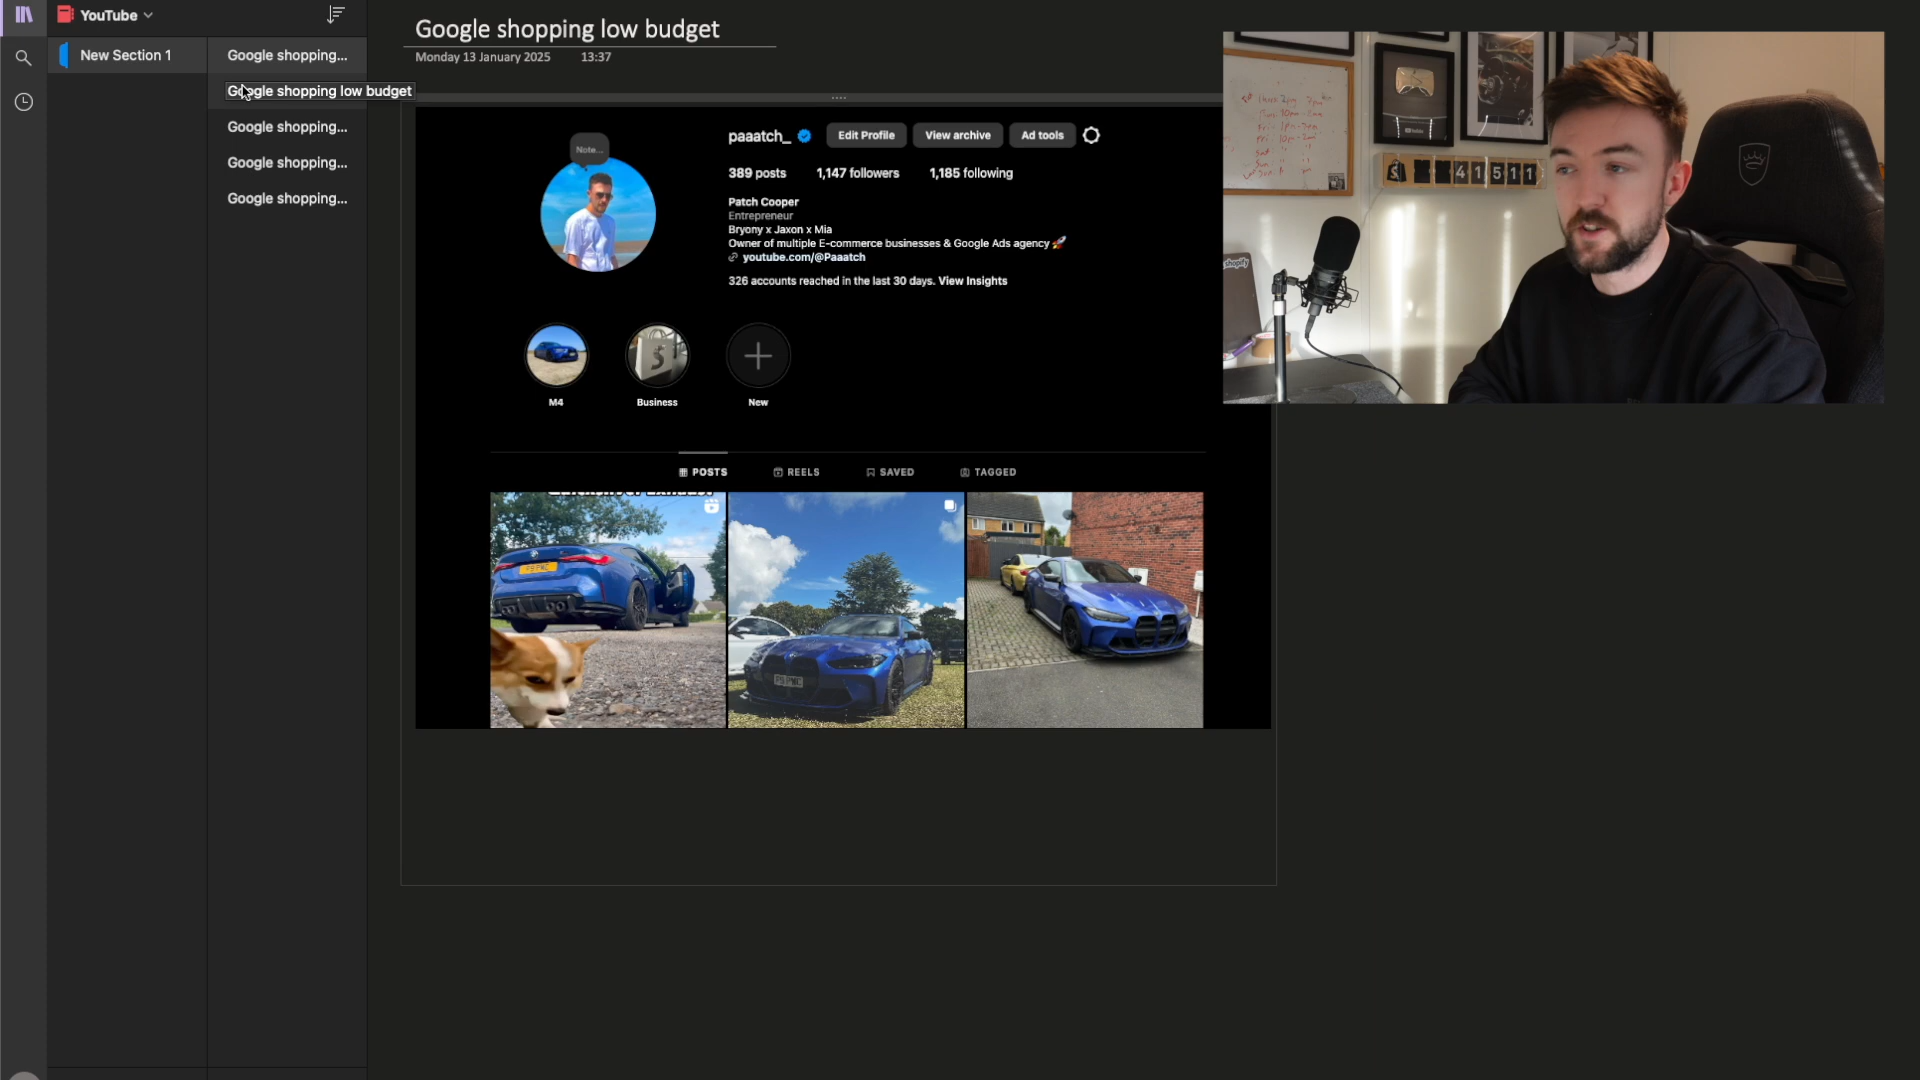 YouTube
New Section 1
Google shopping...
Google shopping low budget
Google shopping...
Google shopping...
Google shopping...
Google shopping low budget
Monday 13 January 2025 13:37
Note...
paaatch_
Edit Profile
View archive
Ad tools
389 posts
1,147 followers
1,185 following
Patch Cooper
Entrepreneur
Bryony x Jaxon x Mia
Owner of multiple E-commerce businesses & Google Ads agency 🚀
youtube.com/@Paaatch
326 accounts reached in the last 30 days. View Insights
M4
Business
New
POSTS
REELS
SAVED
TAGGED
P9 PWC
shopify
41511